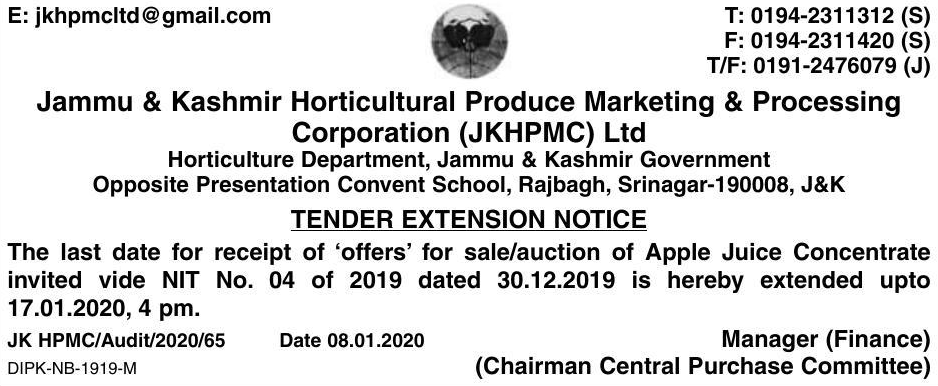 E: jkhpmcltd@gmail.com
T: 0194-2311312 (S)
F: 0194-2311420 (S)
T/F: 0191-2476079 (J)
Jammu & Kashmir Horticultural Produce Marketing & Processing
Corporation (JKHPMC) Ltd
Horticulture Department, Jammu & Kashmir Government
Opposite Presentation Convent School, Rajbagh, Srinagar-190008, J&K
TENDER EXTENSION NOTICE
The last date for receipt of ‘offers’ for sale/auction of Apple Juice Concentrate
invited vide NIT No. 04 of 2019 dated 30.12.2019 is hereby extended upto
17.01.2020, 4 pm.
JK HPMC/Audit/2020/65 Date 08.01.2020 Manager (Finance)
DIPK-NB-1919-M (Chairman Central Purchase Committee)